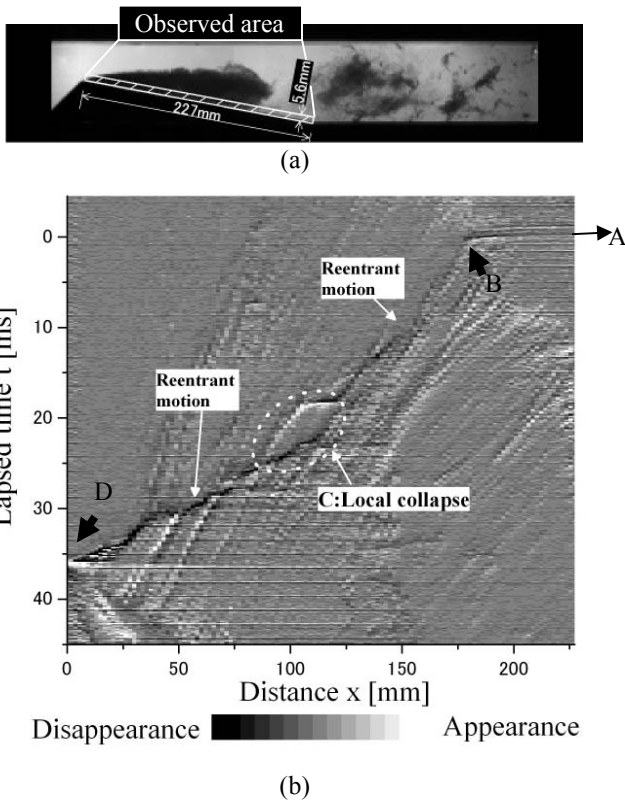 Observed area
5.6mm
227mm
(a)
A
B
Reentrant
motion
Reentrant
motion
C:Local collapse
D
0
10
20
30
40
Lapsed time t [ms]
0
50
100
150
200
Distance x [mm]
Disappearance
Appearance
(b)